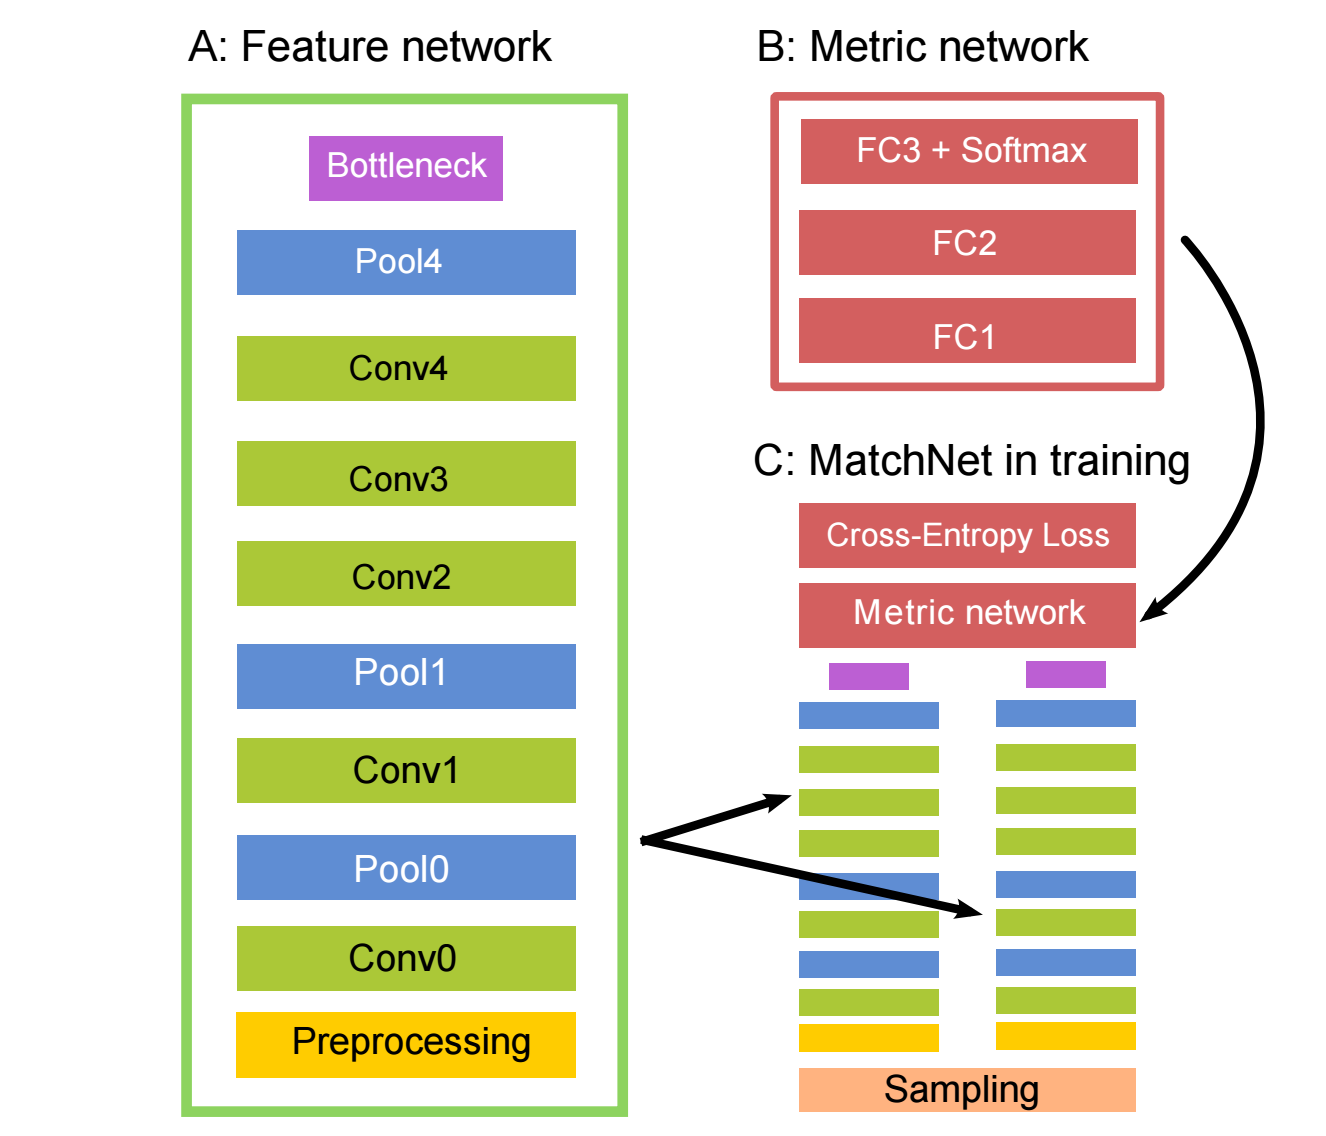 A: Feature network
Bottleneck
Pool4
Conv4
Conv3
Conv2
Pool1
Conv1
Pool0
Conv0
Preprocessing
B: Metric network
FC3 + Softmax
FC2
FC1
C: MatchNet in training
Cross-Entropy Loss
Metric network
Sampling